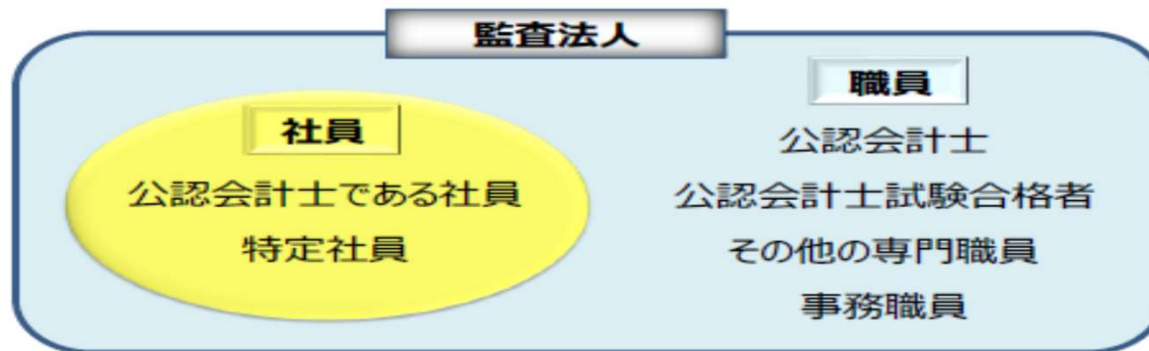 監査法人
社員
公認会計士である社員
特定社員
職員
公認会計士
公認会計士試験合格者
その他の専門職員
事務職員